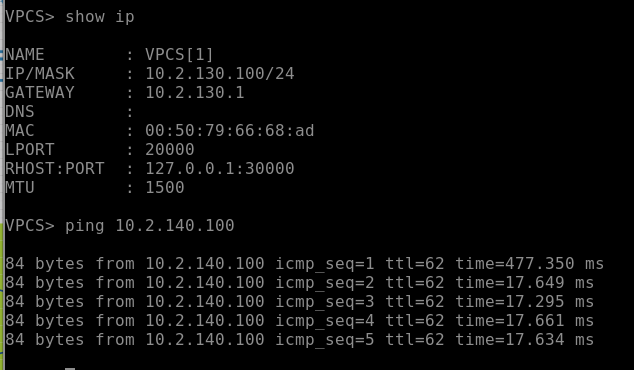 VPCS> show ip
NAME        : VPCS[1]
IP/MASK     : 10.2.130.100/24
GATEWAY     : 10.2.130.1
DNS         :
MAC         : 00:50:79:66:68:ad
LPORT       : 20000
RHOST:PORT  : 127.0.0.1:30000
MTU         : 1500
VPCS> ping 10.2.140.100
84 bytes from 10.2.140.100 icmp_seq=1 ttl=62 time=477.350 ms
84 bytes from 10.2.140.100 icmp_seq=2 ttl=62 time=17.649 ms
84 bytes from 10.2.140.100 icmp_seq=3 ttl=62 time=17.295 ms
84 bytes from 10.2.140.100 icmp_seq=4 ttl=62 time=17.661 ms
84 bytes from 10.2.140.100 icmp_seq=5 ttl=62 time=17.634 ms